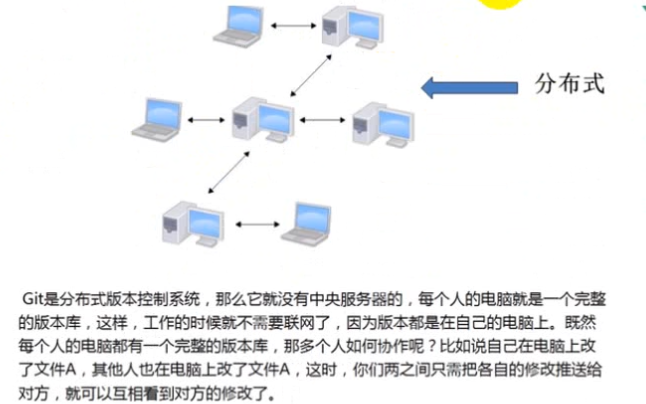 分布式
Git是分布式版本控制系统，那么它就没有中央服务器的，每个人的电脑就是一个完整
的版本库，这样，工作的时候就不需要联网了，因为版本都是在自己的电脑上。既然
每个人的电脑都有一个完整的版本库，那多个人如何协作呢？比如说自己在电脑上改
了文件A，其他人也在电脑上改了文件A，这时，你们两之间只需把各自的修改推送给
对方，就可以互相看到对方的修改了。